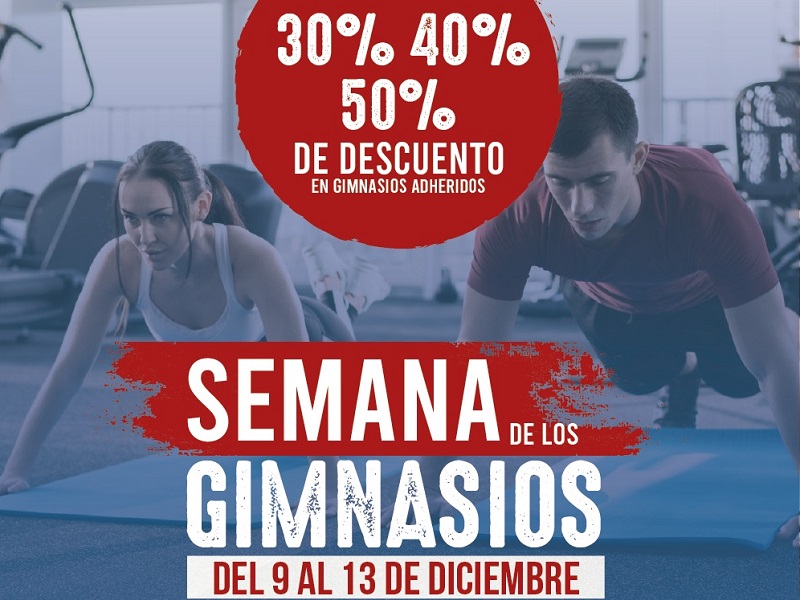 30% 40%
50%
DE DESCUENTO
EN GIMNASIOS ADHERIDOS
SEMANA DE LOS
GIMNASIOS
DEL 9 AL 13 DE DICIEMBRE